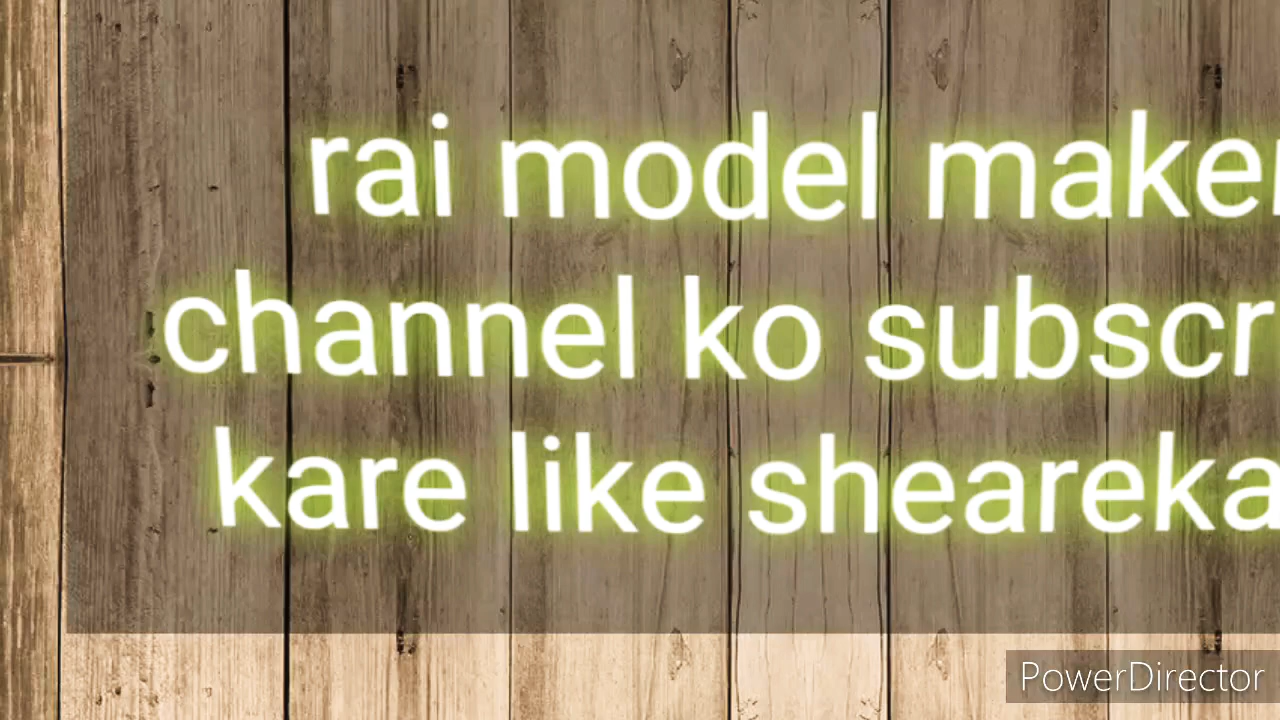 rai model maker
channel ko subscr
kare like sheareka
PowerDirector